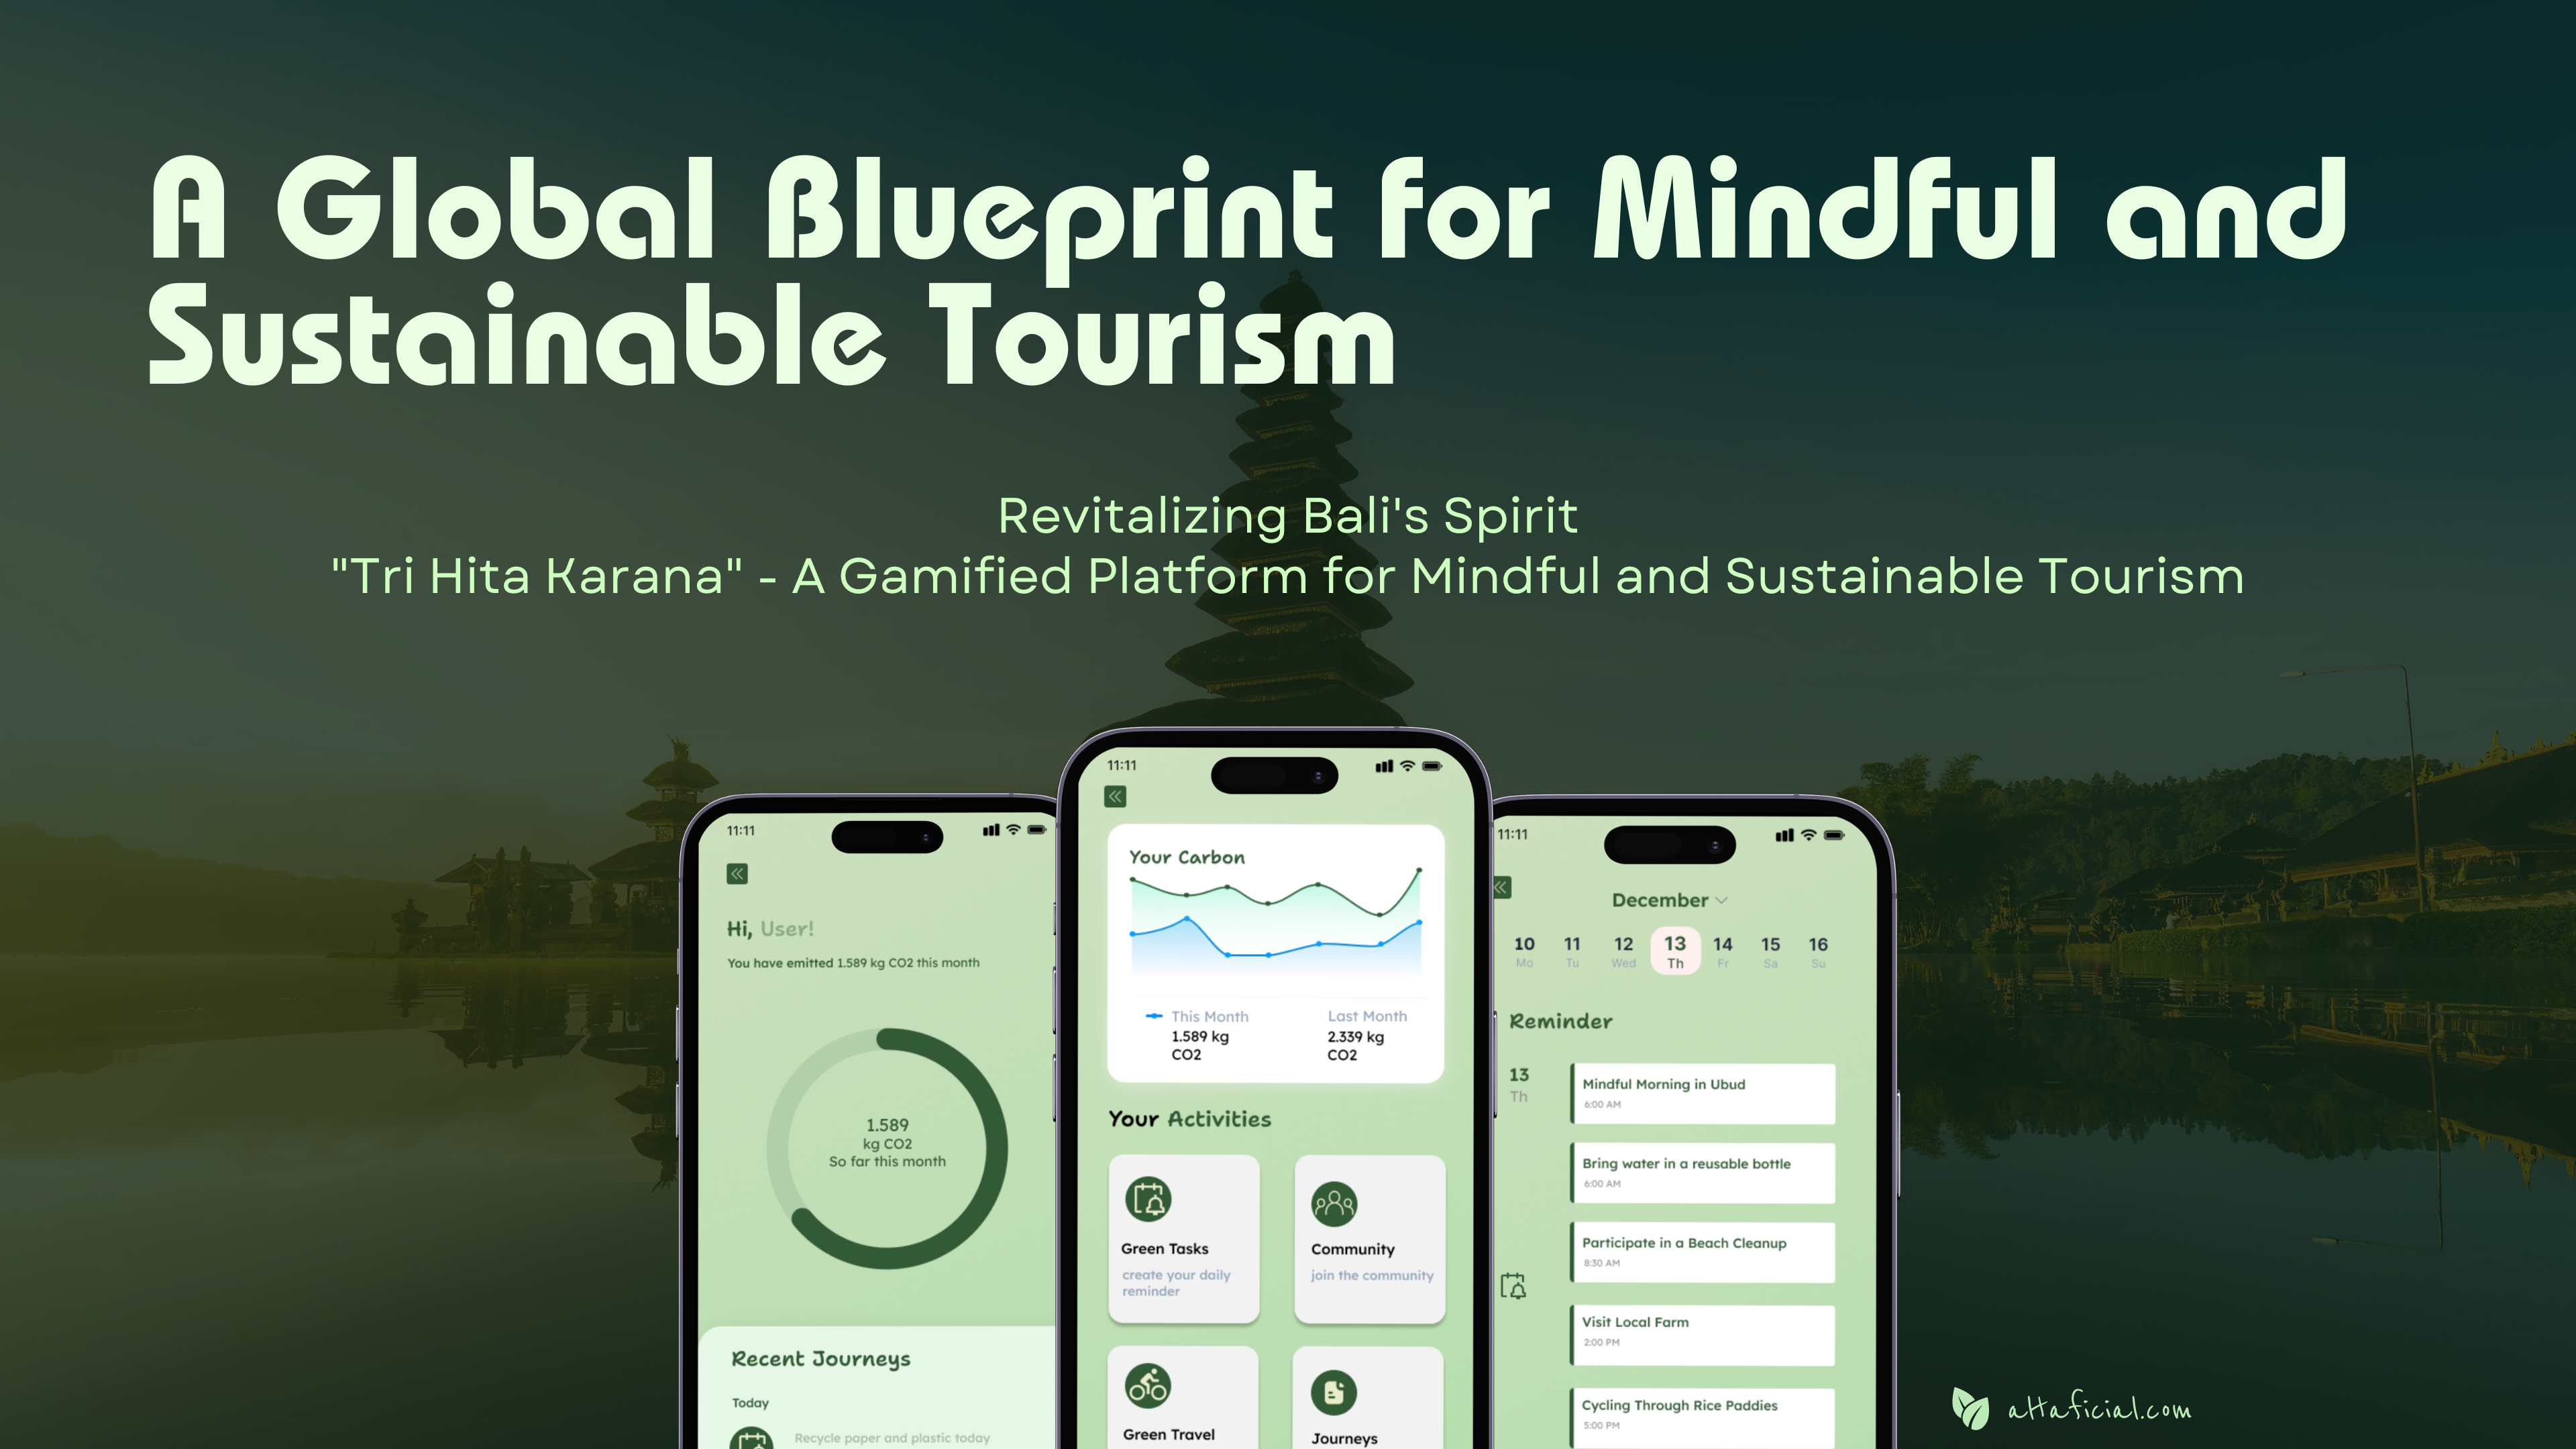 A Global Blueprint for Mindful and
Sustainable Tourism
Revitalizing Bali's Spirit
"Tri Hita Karana" - A Gamified Platform for Mindful and Sustainable Tourism
11:11
Hi, User!
You have emitted 1.589 kg CO2 this month
1.589
kg CO2
So far this month
Recent Journeys
Today
Recycle paper and plastic today
11:11
Your Carbon
This Month
1.589 kg
CO2
Last Month
2.339 kg
CO2
Your Activities
Green Tasks
create your daily
reminder
Community
join the community
Green Travel
Journeys
11:11
December
10 11 12 13 14 15 16
Mo Tu Wed Th Fr Sa Su
Reminder
13
Th
Mindful Morning in Ubud
6:00 AM
Bring water in a reusable bottle
6:00 AM
Participate in a Beach Cleanup
8:30 AM
Visit Local Farm
2:00 PM
Cycling Through Rice Paddies
5:00 PM